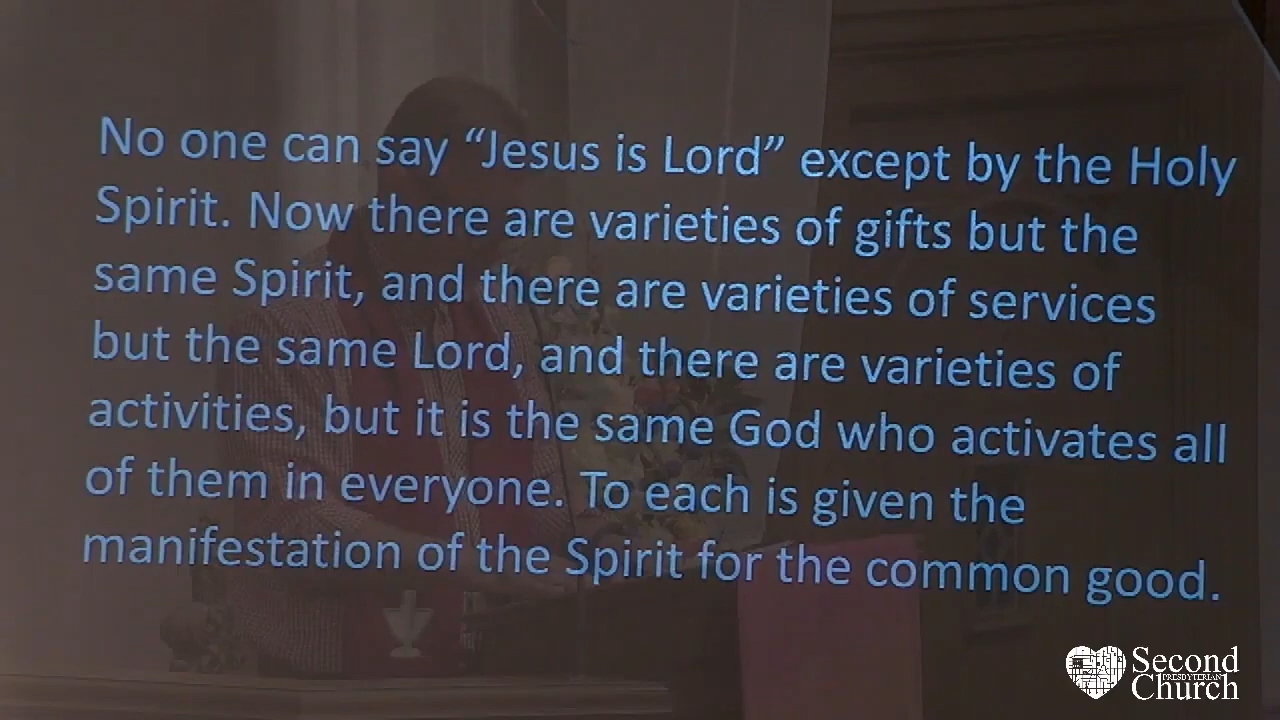 No one can say “Jesus is Lord” except by the Holy
Spirit. Now there are varieties of gifts but the
same Spirit, and there are varieties of services
but the same Lord, and there are varieties of
activities, but it is the same God who activates all
of them in everyone. To each is given the
manifestation of the Spirit for the common good.
Second
PRESBYTERIAN
Church